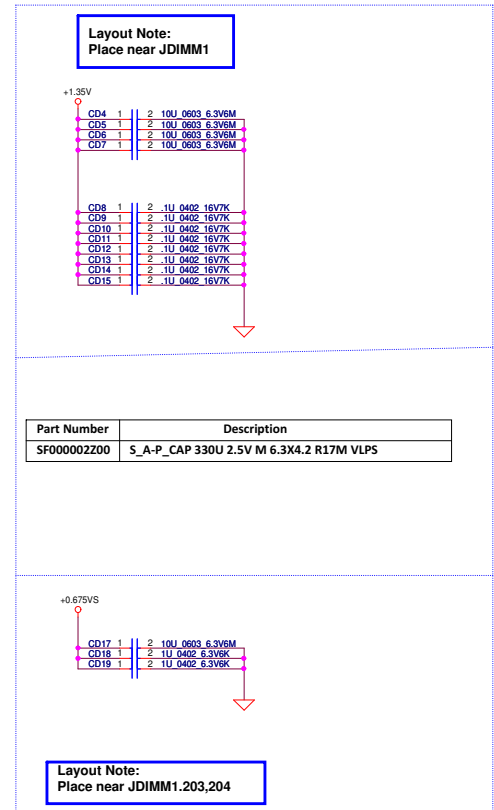 Layout Note:
Place near JDIMM1
+1.35V
CD4 1 2 10U_0603_6.3V6M
CD5 1 2 10U_0603_6.3V6M
CD6 1 2 10U_0603_6.3V6M
CD7 1 2 10U_0603_6.3V6M
CD8 1 2 .1U_0402_16V7K
CD9 1 2 .1U_0402_16V7K
CD10 1 2 .1U_0402_16V7K
CD11 1 2 .1U_0402_16V7K
CD12 1 2 .1U_0402_16V7K
CD13 1 2 .1U_0402_16V7K
CD14 1 2 .1U_0402_16V7K
CD15 1 2 .1U_0402_16V7K
Part Number Description
SF000002Z00 S_A-P_CAP 330U 2.5V M 6.3X4.2 R17M VLPS
+0.675VS
CD17 1 2 10U_0603_6.3V6M
CD18 1 2 1U_0402_6.3V6K
CD19 1 2 1U_0402_6.3V6K
Layout Note:
Place near JDIMM1.203,204